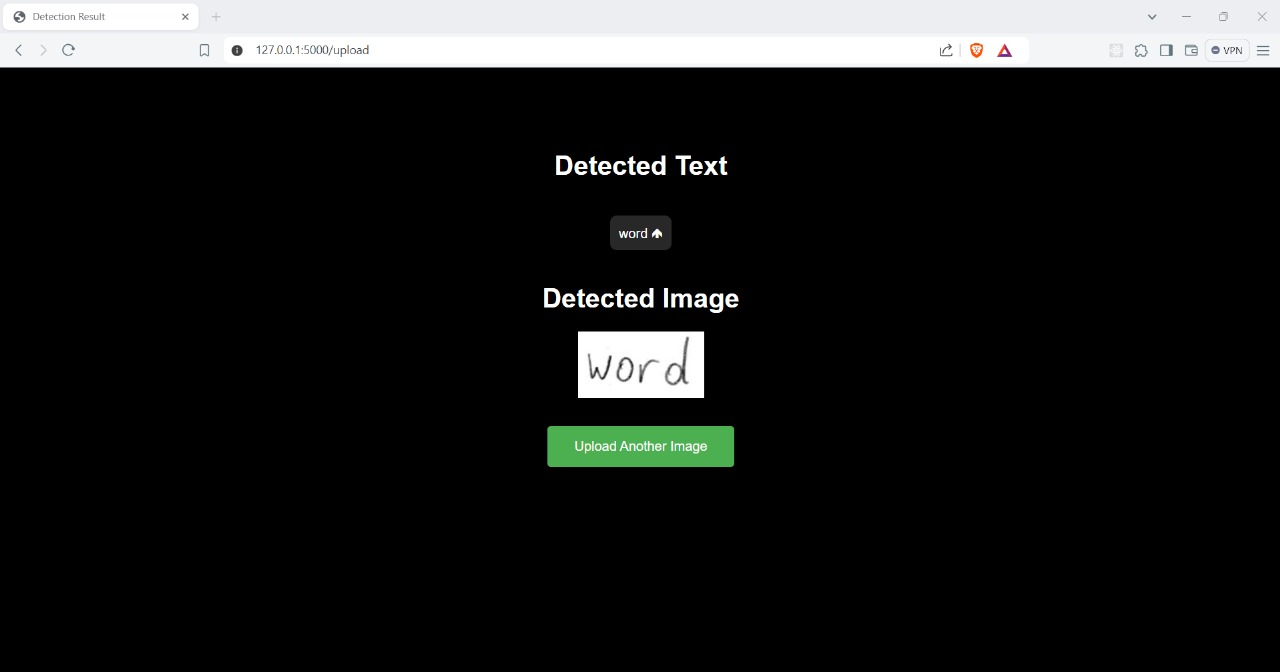 Detection Result
127.0.0.1:5000/upload
VPN
Detected Text
word
Detected Image
word
Upload Another Image